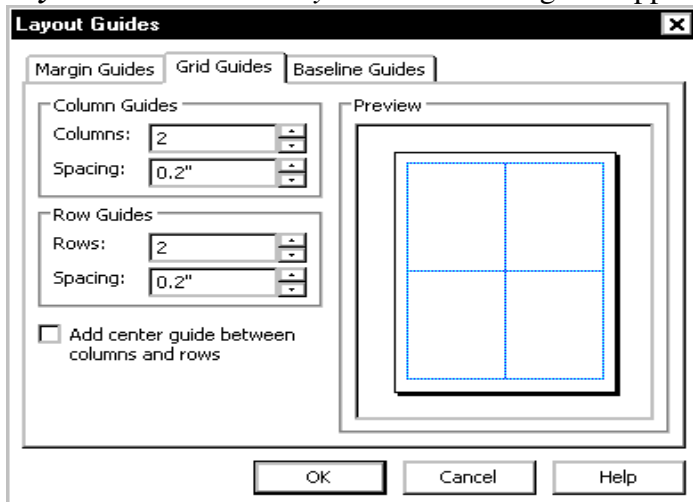 Layout Guides
Margin Guides Grid Guides Baseline Guides
Column Guides
Columns: 2
Spacing: 0.2"
Row Guides
Rows: 2
Spacing: 0.2"
Add center guide between
columns and rows
Preview
OK Cancel Help